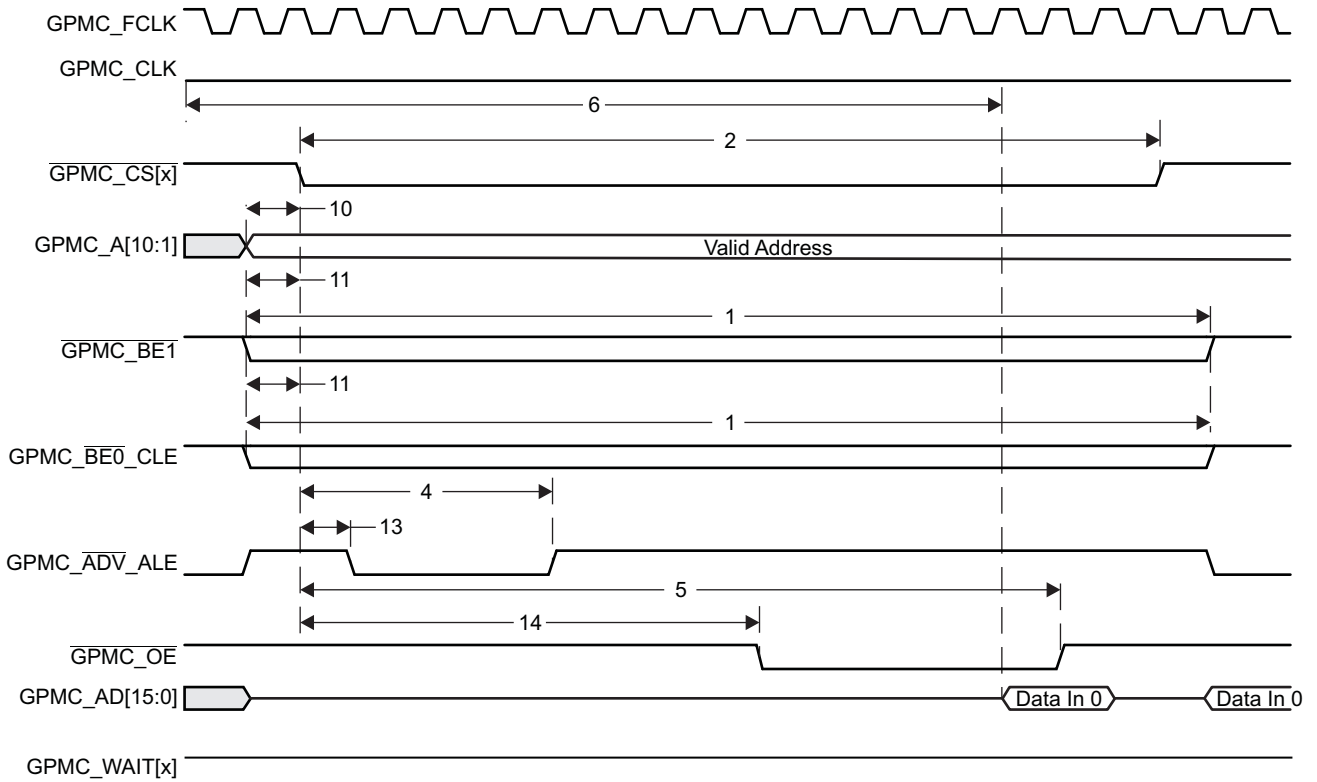 GPMC_FCLK
GPMC_CLK
6
2
GPMC_CS[x]
10
GPMC_A[10:1]
Valid Address
11
1
GPMC_BE1
11
1
GPMC_BE0_CLE
4
13
GPMC_ADV_ALE
5
14
GPMC_OE
GPMC_AD[15:0]
Data In 0
Data In 0
GPMC_WAIT[x]